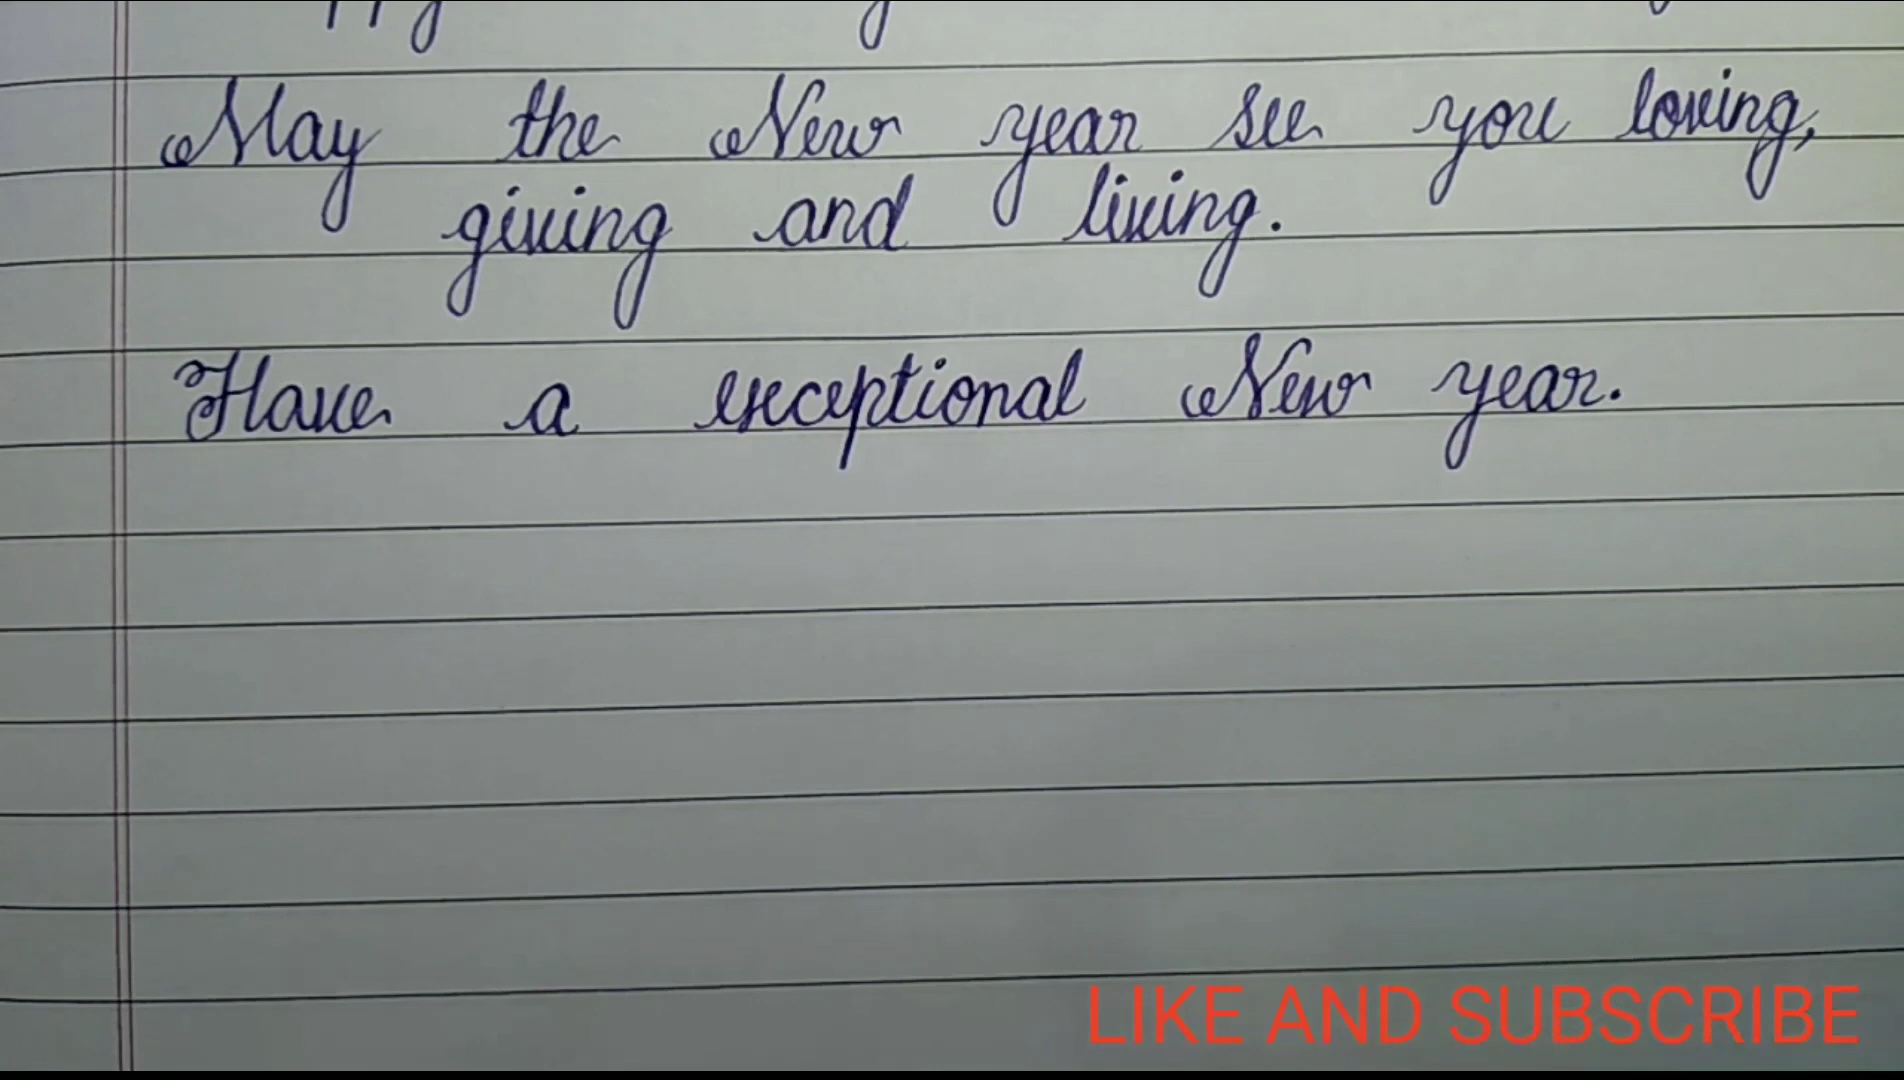 May the New year see you loving,
giving and living.
Have a exceptional New year.
LIKE AND SUBSCRIBE